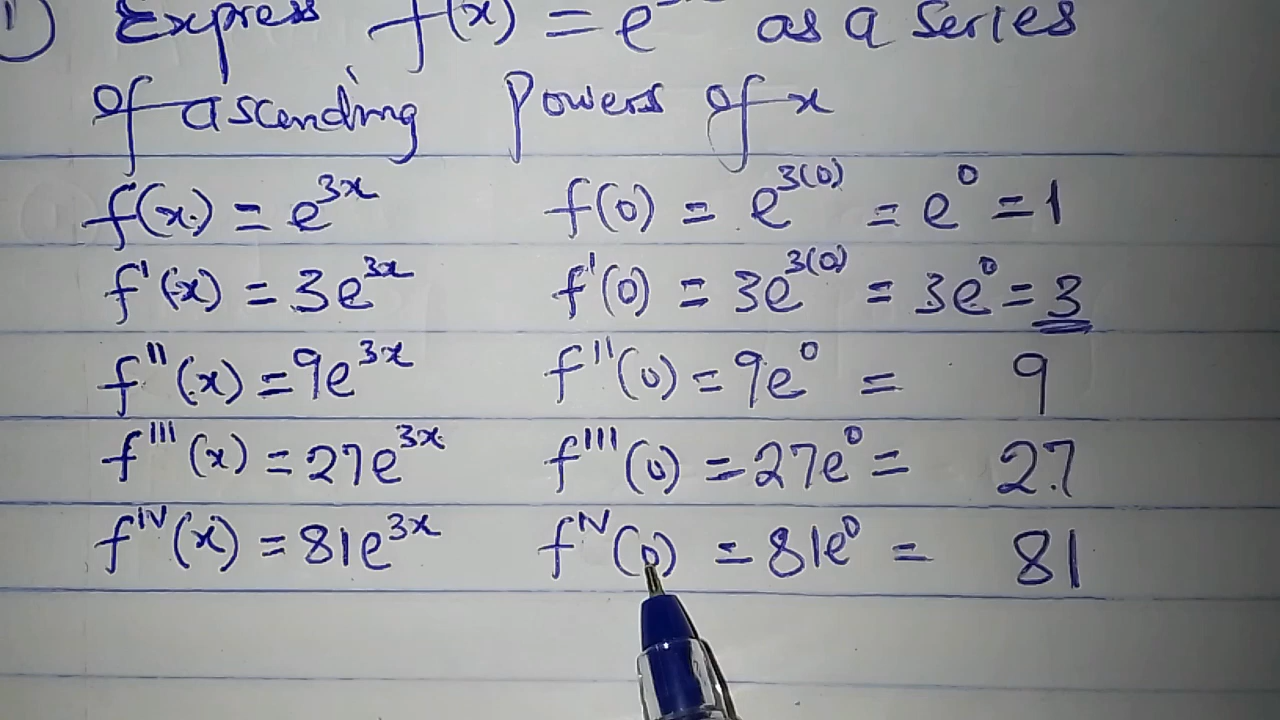 1) Express f(x) = e as a series
of ascending Powers of x
f(x) = e^3x f(0) = e^3(0) = e^0 = 1
f'(x) = 3e^3x f'(0) = 3e^3(0) = 3e^0 = 3
f''(x) = 9e^3x f''(0) = 9e^0 = 9
f'''(x) = 27e^3x f'''(0) = 27e^0 = 27
f^IV(x) = 81e^3x f^IV(0) = 81e^0 = 81